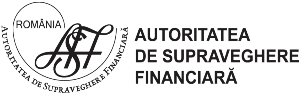 ROMÂNIA
ASF
AUTORITATEA DE SUPRAVEGHERE FINANCIARĂ
AUTORITATEA
DE SUPRAVEGHERE
FINANCIARĂ